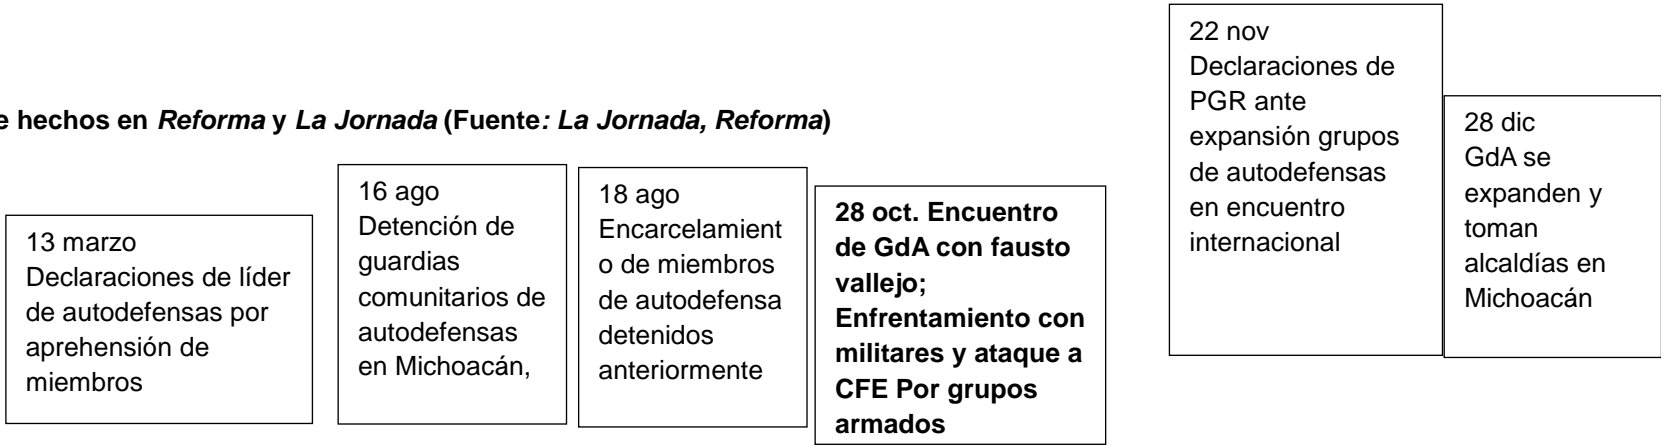 e hechos en Reforma y La Jornada (Fuente: La Jornada, Reforma)
13 marzo
Declaraciones de líder
de autodefensas por
aprehensión de
miembros
16 ago
Detención de
guardias
comunitarios de
autodefensas
en Michoacán,
18 ago
Encarcelamient
o de miembros
de autodefensa
detenidos
anteriormente
28 oct. Encuentro
de GdA con fausto
vallejo;
Enfrentamiento con
militares y ataque a
CFE Por grupos
armados
22 nov
Declaraciones de
PGR ante
expansión grupos
de autodefensas
en encuentro
internacional
28 dic
GdA se
expanden y
toman
alcaldías en
Michoacán